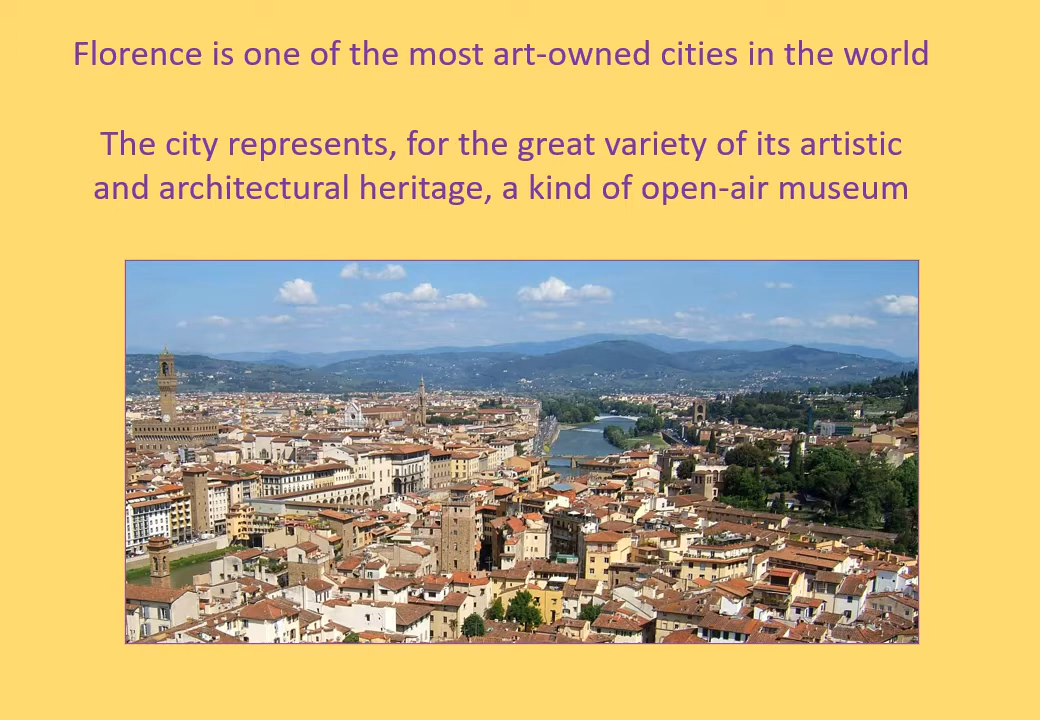 Florence is one of the most art-owned cities in the world
The city represents, for the great variety of its artistic
and architectural heritage, a kind of open-air museum